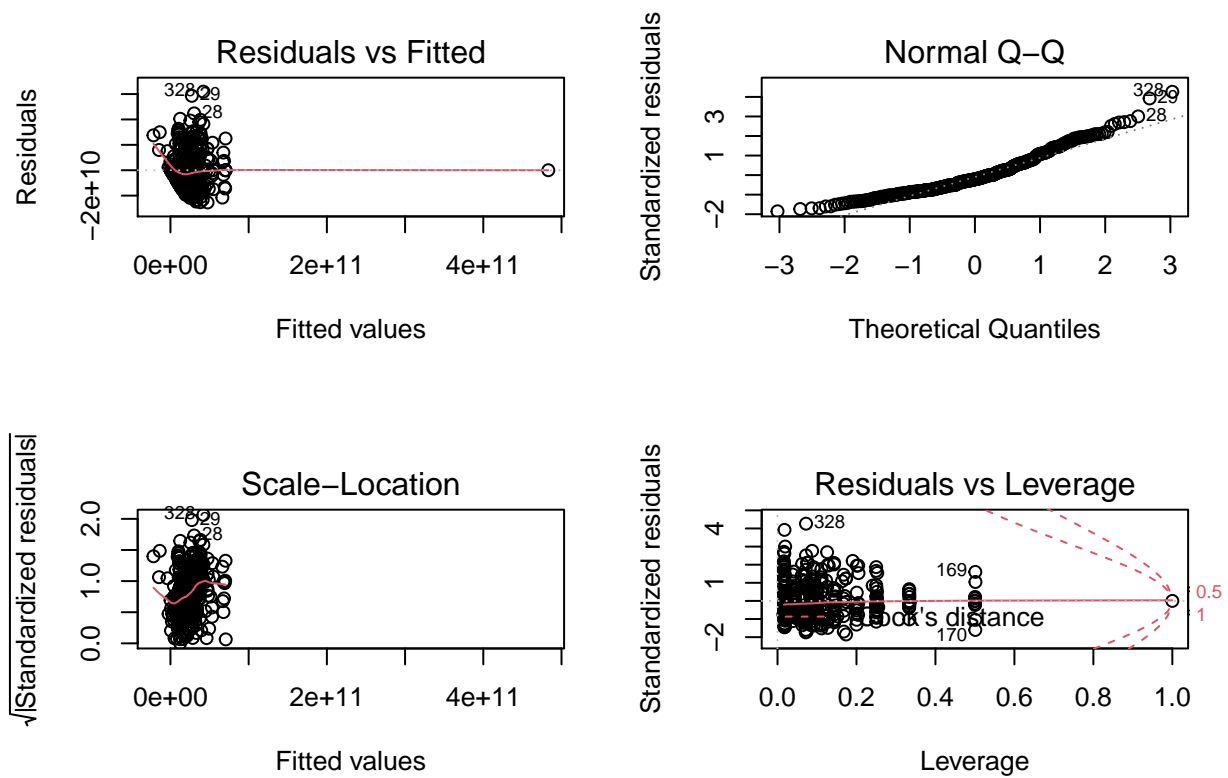 Residuals vs Fitted
Residuals
−2e+10
328
29
28
0e+00 2e+11 4e+11
Fitted values
Normal Q−Q
Standardized residuals
−2 1 3
328
29
28
−3 −2 −1 0 1 2 3
Theoretical Quantiles
Scale−Location
√|Standardized residuals|
0.0 1.0 2.0
328
29
28
0e+00 2e+11 4e+11
Fitted values
Residuals vs Leverage
Standardized residuals
−2 1 4
328
169
170
Cook's distance
0.5
1
0.0 0.2 0.4 0.6 0.8 1.0
Leverage